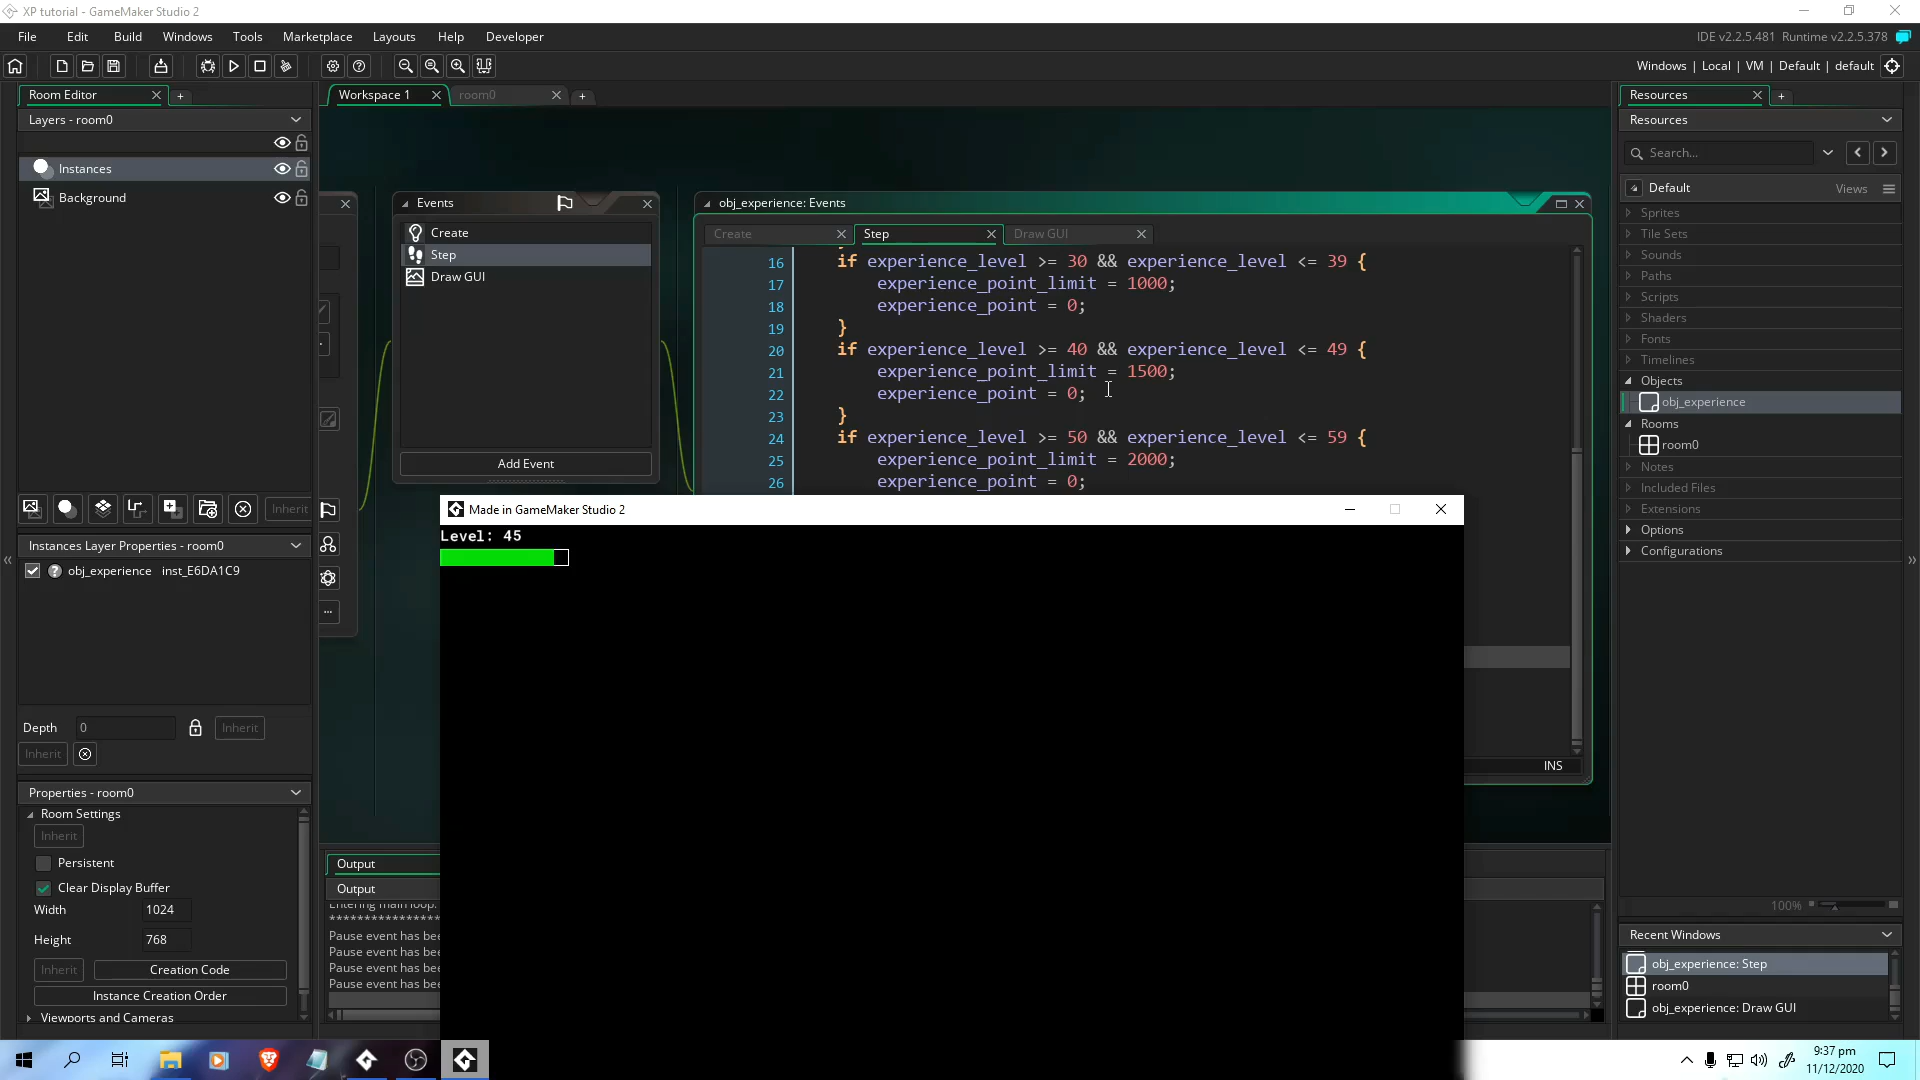 XP tutorial - GameMaker Studio 2
File Edit Build Windows Tools Marketplace Layouts Help Developer
IDE v2.2.5.481 Runtime v2.2.5.378
Windows | Local | VM | Default | default
Room Editor
Layers - room0
Instances
Background
Inherit
Instances Layer Properties - room0
obj_experience inst_E6DA1C9
Depth 0 Inherit
Inherit
Properties - room0
Room Settings
Inherit
Persistent
Clear Display Buffer
Width 1024
Height 768
Inherit Creation Code
Instance Creation Order
Viewports and Cameras
Workspace 1
room0
Events
Create
Step
Draw GUI
Add Event
obj_experience: Events
Create Step Draw GUI
16 if experience_level >= 30 && experience_level <= 39 {
17 experience_point_limit = 1000;
18 experience_point = 0;
19 }
20 if experience_level >= 40 && experience_level <= 49 {
21 experience_point_limit = 1500;
22 experience_point = 0;
23 }
24 if experience_level >= 50 && experience_level <= 59 {
25 experience_point_limit = 2000;
26 experience_point = 0;
INS
Made in GameMaker Studio 2
Level: 45
Output
Output
Entering main loop.
********************
Pause event has bee
Pause event has bee
Pause event has bee
Pause event has bee
Resources
Resources
Search...
Default Views
Sprites
Tile Sets
Sounds
Paths
Scripts
Shaders
Fonts
Timelines
Objects
obj_experience
Rooms
room0
Notes
Included Files
Extensions
Options
Configurations
100%
Recent Windows
obj_experience: Step
room0
obj_experience: Draw GUI
9:37 pm
11/12/2020